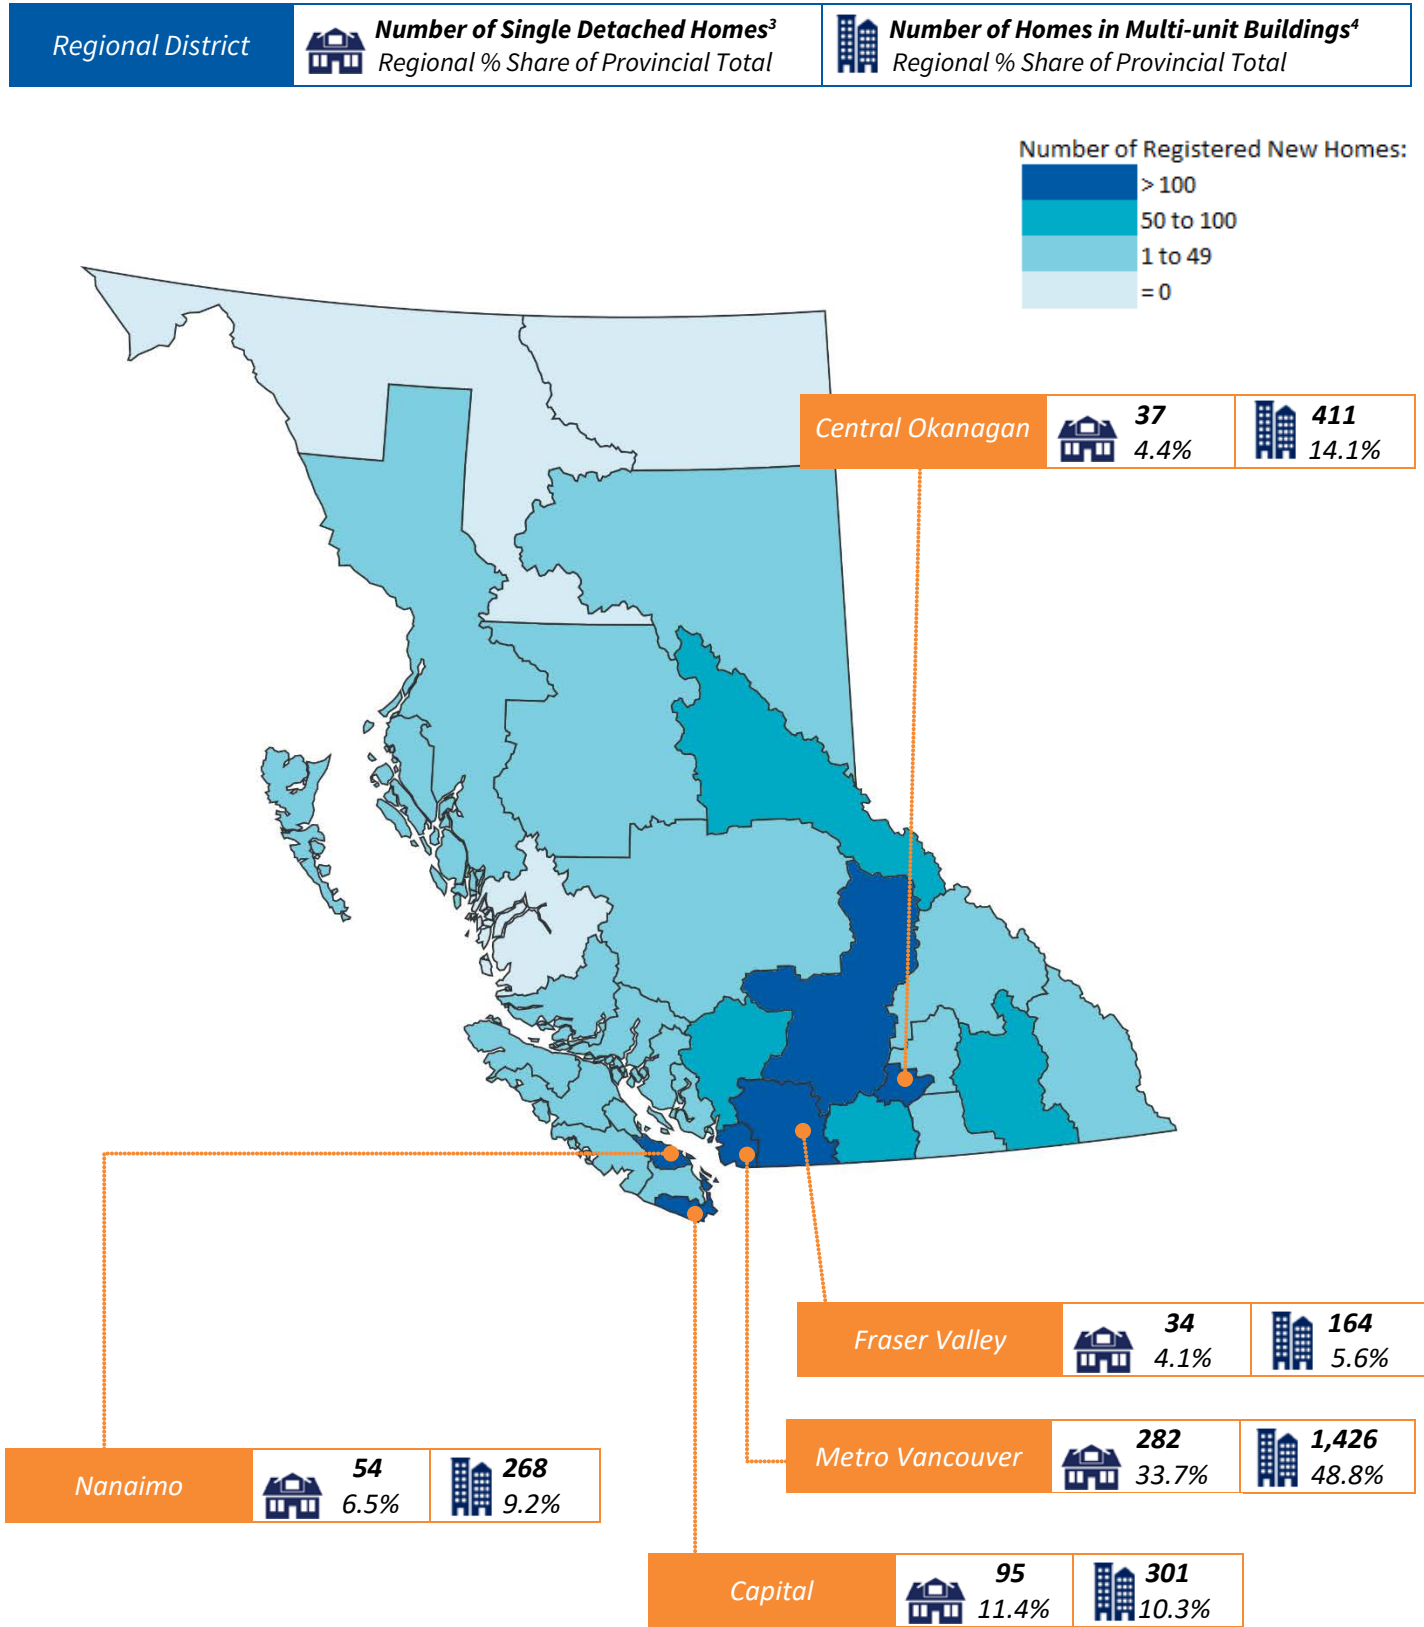 Regional District
Number of Single Detached Homes³
Regional % Share of Provincial Total
Number of Homes in Multi-unit Buildings⁴
Regional % Share of Provincial Total
Number of Registered New Homes:
> 100
50 to 100
1 to 49
= 0
Central Okanagan
37
4.4%
411
14.1%
Fraser Valley
34
4.1%
164
5.6%
Metro Vancouver
282
33.7%
1,426
48.8%
Nanaimo
54
6.5%
268
9.2%
Capital
95
11.4%
301
10.3%